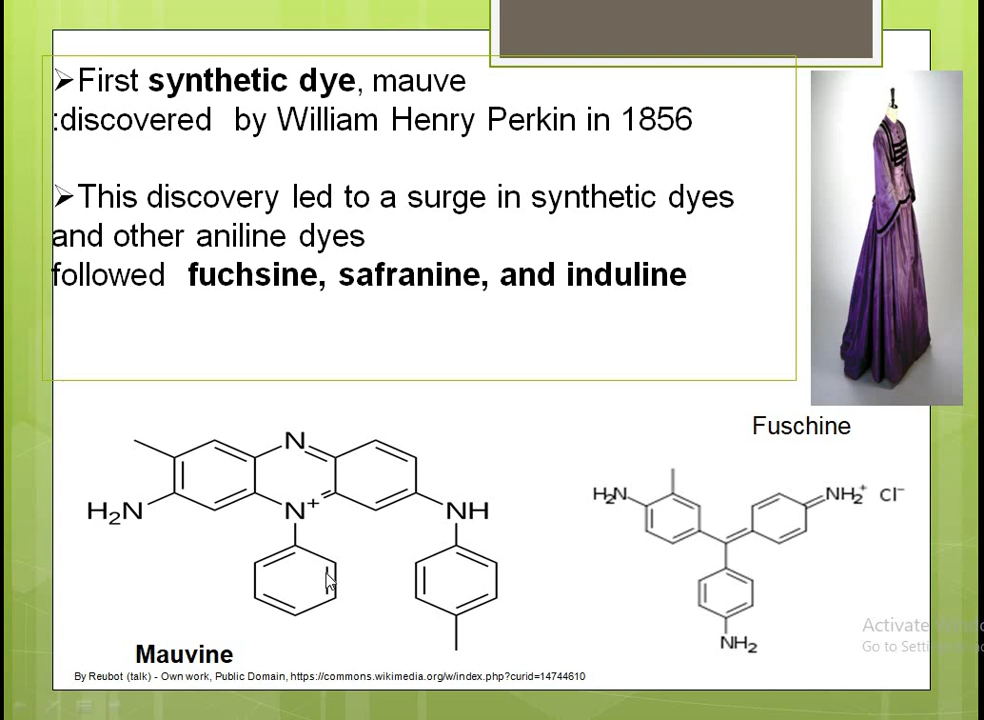 ➢First synthetic dye, mauve
:discovered by William Henry Perkin in 1856
➢This discovery led to a surge in synthetic dyes
and other aniline dyes
followed fuchsine, safranine, and induline
Fuschine
N
H₂N
N⁺
NH
H₂N
NH₂⁺ Cl⁻
NH₂
Mauvine
By Reubot (talk) - Own work, Public Domain, https://commons.wikimedia.org/w/index.php?curid=14744610
Activate
Go to